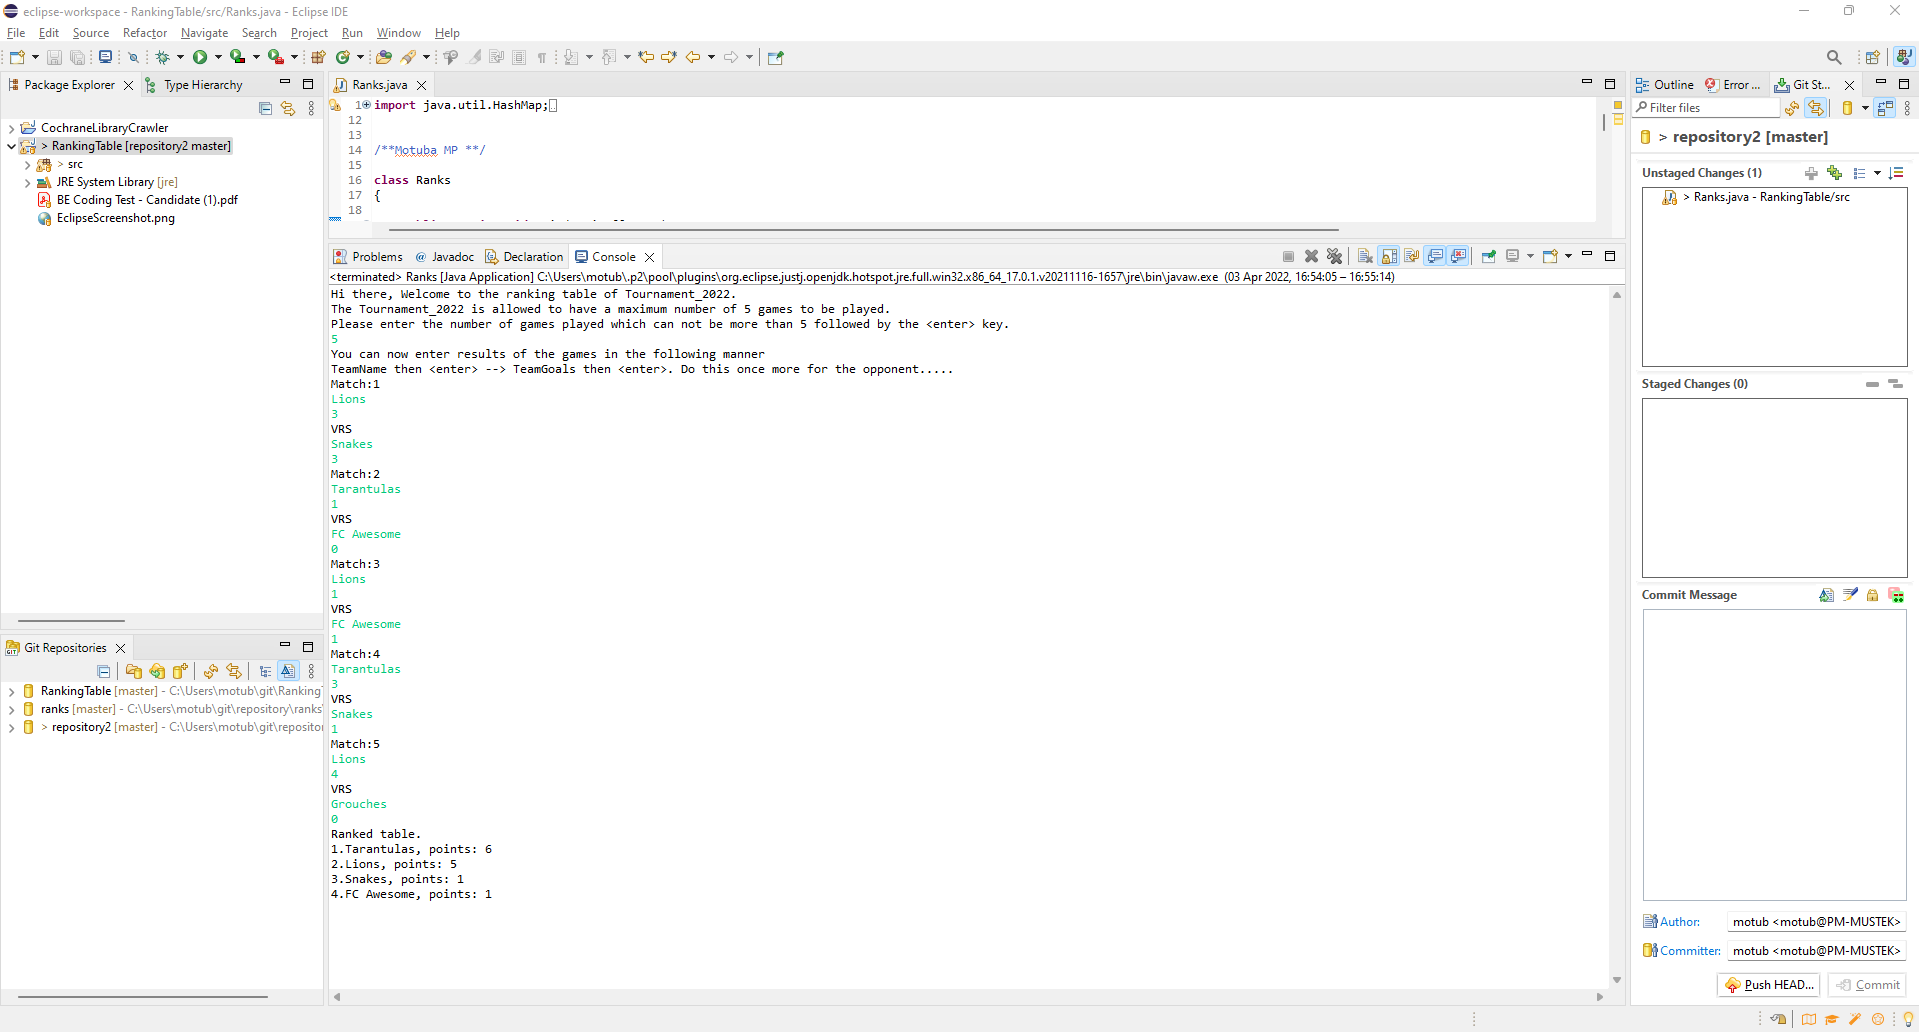 eclipse-workspace - RankingTable/src/Ranks.java - Eclipse IDE
File Edit Source Refactor Navigate Search Project Run Window Help
Package Explorer Type Hierarchy
CochraneLibraryCrawler
> RankingTable [repository2 master]
> src
JRE System Library [jre]
BE Coding Test - Candidate (1).pdf
EclipseScreenshot.png
Git Repositories
RankingTable [master] - C:\Users\motub\git\Ranking
ranks [master] - C:\Users\motub\git\repository\ranks
> repository2 [master] - C:\Users\motub\git\reposito
Ranks.java
1 import java.util.HashMap;
12
13
14 /**Motuba MP **/
15
16 class Ranks
17 {
18
Problems @ Javadoc Declaration Console
<terminated> Ranks [Java Application] C:\Users\motub\.p2\pool\plugins\org.eclipse.justj.openjdk.hotspot.jre.full.win32.x86_64_17.0.1.v20211116-1657\jre\bin\javaw.exe (03 Apr 2022, 16:54:05 – 16:55:14)
Hi there, Welcome to the ranking table of Tournament_2022.
The Tournament_2022 is allowed to have a maximum number of 5 games to be played.
Please enter the number of games played which can not be more than 5 followed by the <enter> key.
5
You can now enter results of the games in the following manner
TeamName then <enter> --> TeamGoals then <enter>. Do this once more for the opponent.....
Match:1
Lions
3
VRS
Snakes
3
Match:2
Tarantulas
1
VRS
FC Awesome
0
Match:3
Lions
1
VRS
FC Awesome
1
Match:4
Tarantulas
3
VRS
Snakes
1
Match:5
Lions
4
VRS
Grouches
0
Ranked table.
1.Tarantulas, points: 6
2.Lions, points: 5
3.Snakes, points: 1
4.FC Awesome, points: 1
Outline Error ... Git St...
Filter files
> repository2 [master]
Unstaged Changes (1)
> Ranks.java - RankingTable/src
Staged Changes (0)
Commit Message
Author: motub <motub@PM-MUSTEK>
Committer: motub <motub@PM-MUSTEK>
Push HEAD... Commit